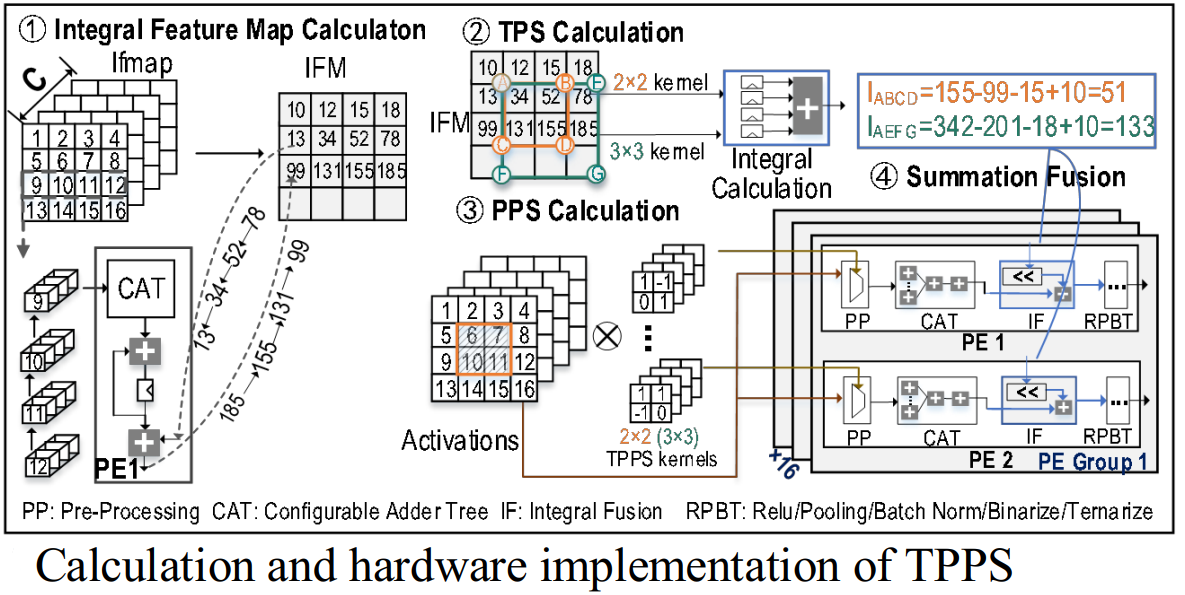 ① Integral Feature Map Calculaton
Ifmap
IFM
C
1 2 3 4
5 6 7 8
9 10 11 12
13 14 15 16
10 12 15 18
13 34 52 78
99 131 155 185
9
10
11
12
CAT
PE1
13 34 52 78
185 155 131 99
② TPS Calculation
IFM
10 12 15 18
13 34 52 78
99 131 155 185
A B E
C D
F G
2×2 kernel
3×3 kernel
Integral
Calculation
I_ABCD=155-99-15+10=51
I_AEFG=342-201-18+10=133
③ PPS Calculation
1 2 3 4
5 6 7 8
9 10 11 12
13 14 15 16
Activations
1 -1
0 1
1 1
-1 0
2×2 (3×3)
TPPS kernels
④ Summation Fusion
<<
...
PP CAT IF RPBT
PE 1
<<
...
PP CAT IF RPBT
PE 2
PE Group 1
×16
PP: Pre-Processing CAT: Configurable Adder Tree IF: Integral Fusion RPBT: Relu/Pooling/Batch Norm/Binarize/Ternarize
Calculation and hardware implementation of TPPS